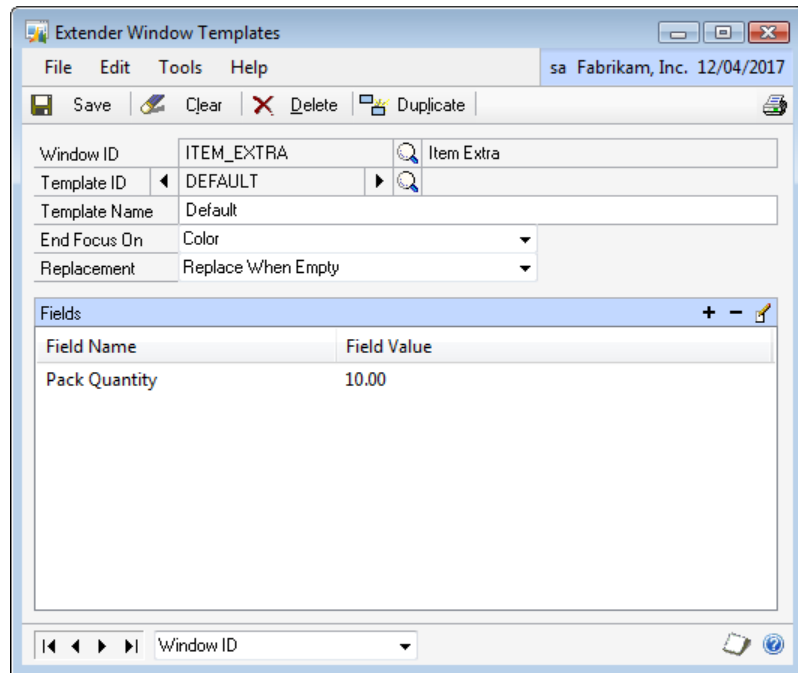 Extender Window Templates
File Edit Tools Help sa Fabrikam, Inc. 12/04/2017
Save Clear Delete Duplicate
Window ID ITEM_EXTRA Item Extra
Template ID DEFAULT
Template Name Default
End Focus On Color
Replacement Replace When Empty
Fields
Field Name Field Value
Pack Quantity 10.00
Window ID